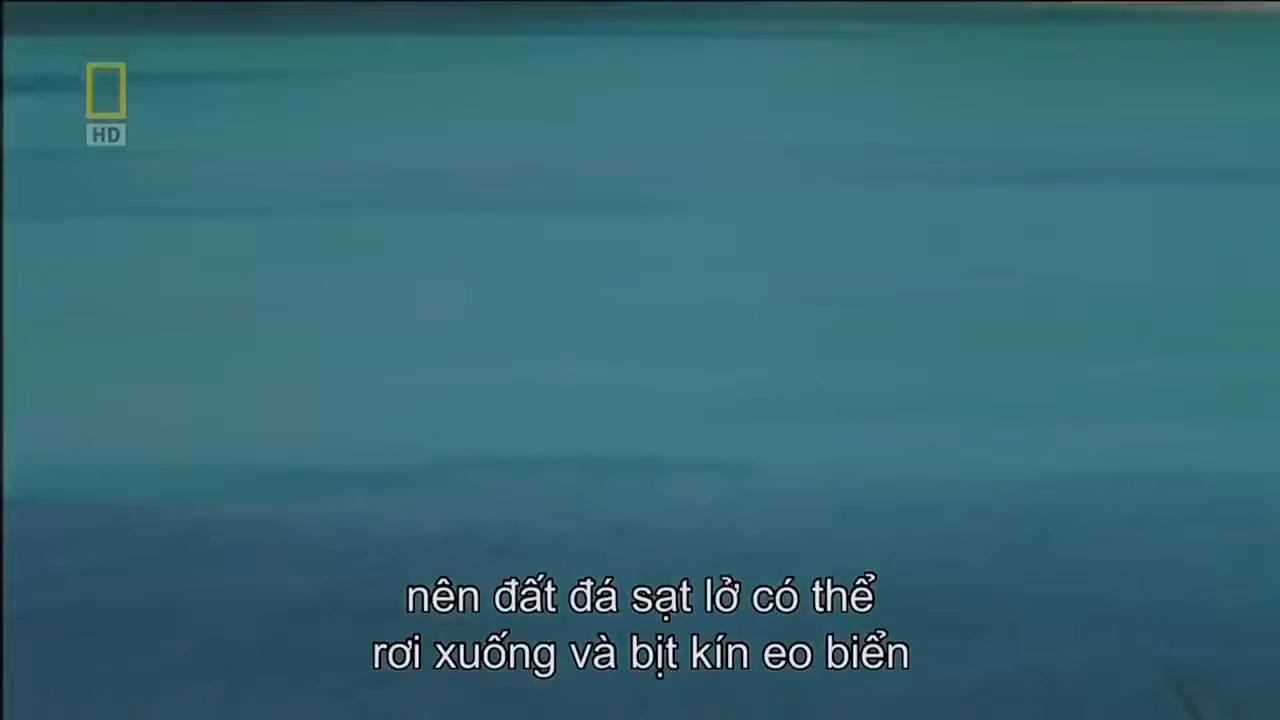 HD
nên đất đá sạt lở có thể
rơi xuống và bịt kín eo biển